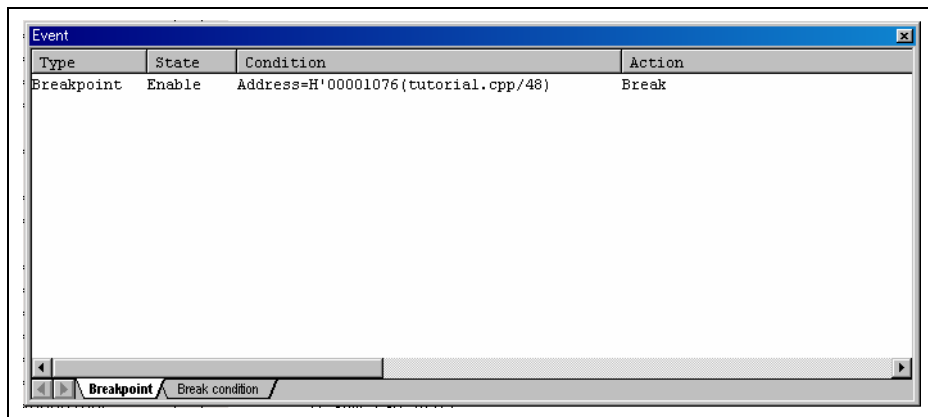 Event
Type State Condition Action
Breakpoint Enable Address=H'00001076(tutorial.cpp/48) Break
Breakpoint Break condition